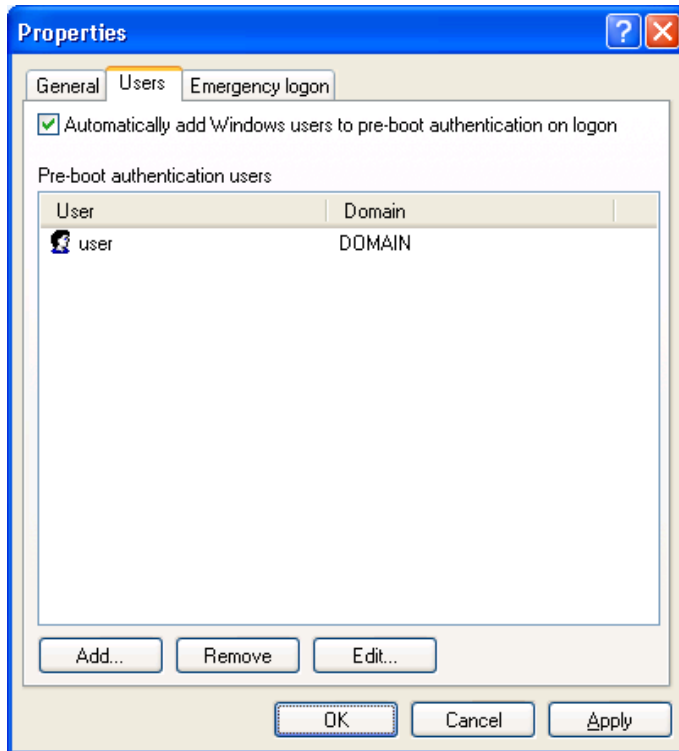 Properties
General Users Emergency logon
Automatically add Windows users to pre-boot authentication on logon
Pre-boot authentication users
User Domain
user DOMAIN
Add... Remove Edit...
OK Cancel Apply